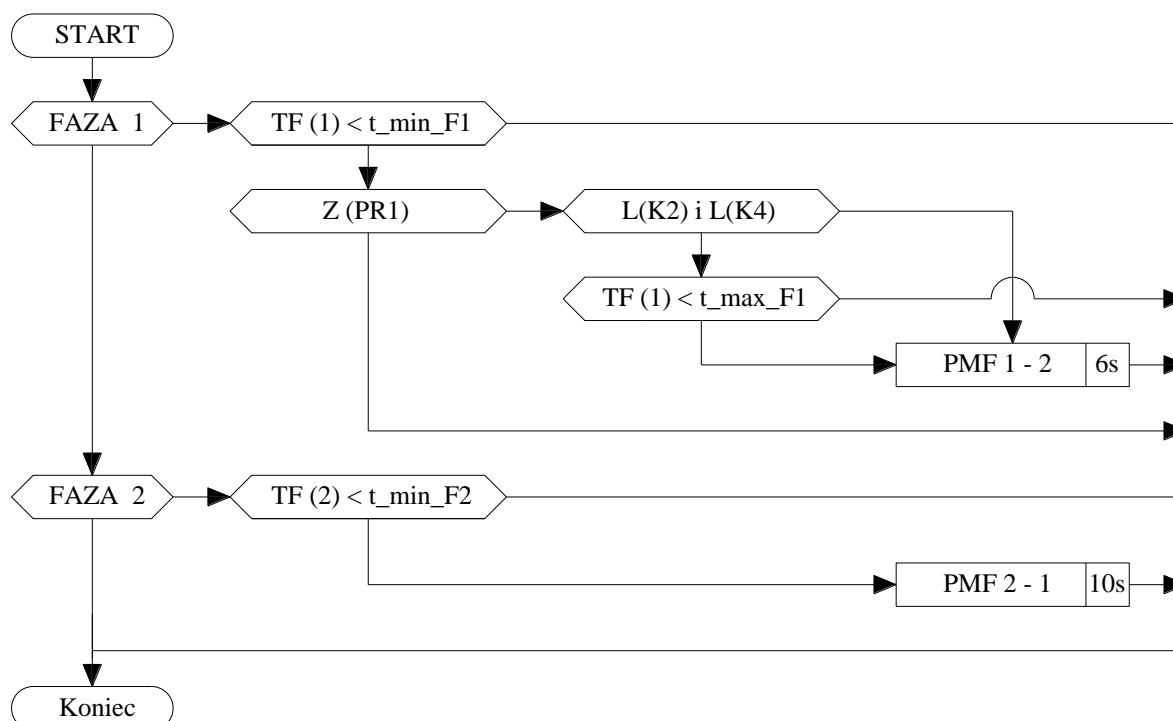 START
FAZA 1
TF (1) < t_min_F1
Z (PR1)
L(K2) i L(K4)
TF (1) < t_max_F1
PMF 1 - 2
6s
FAZA 2
TF (2) < t_min_F2
PMF 2 - 1
10s
Koniec